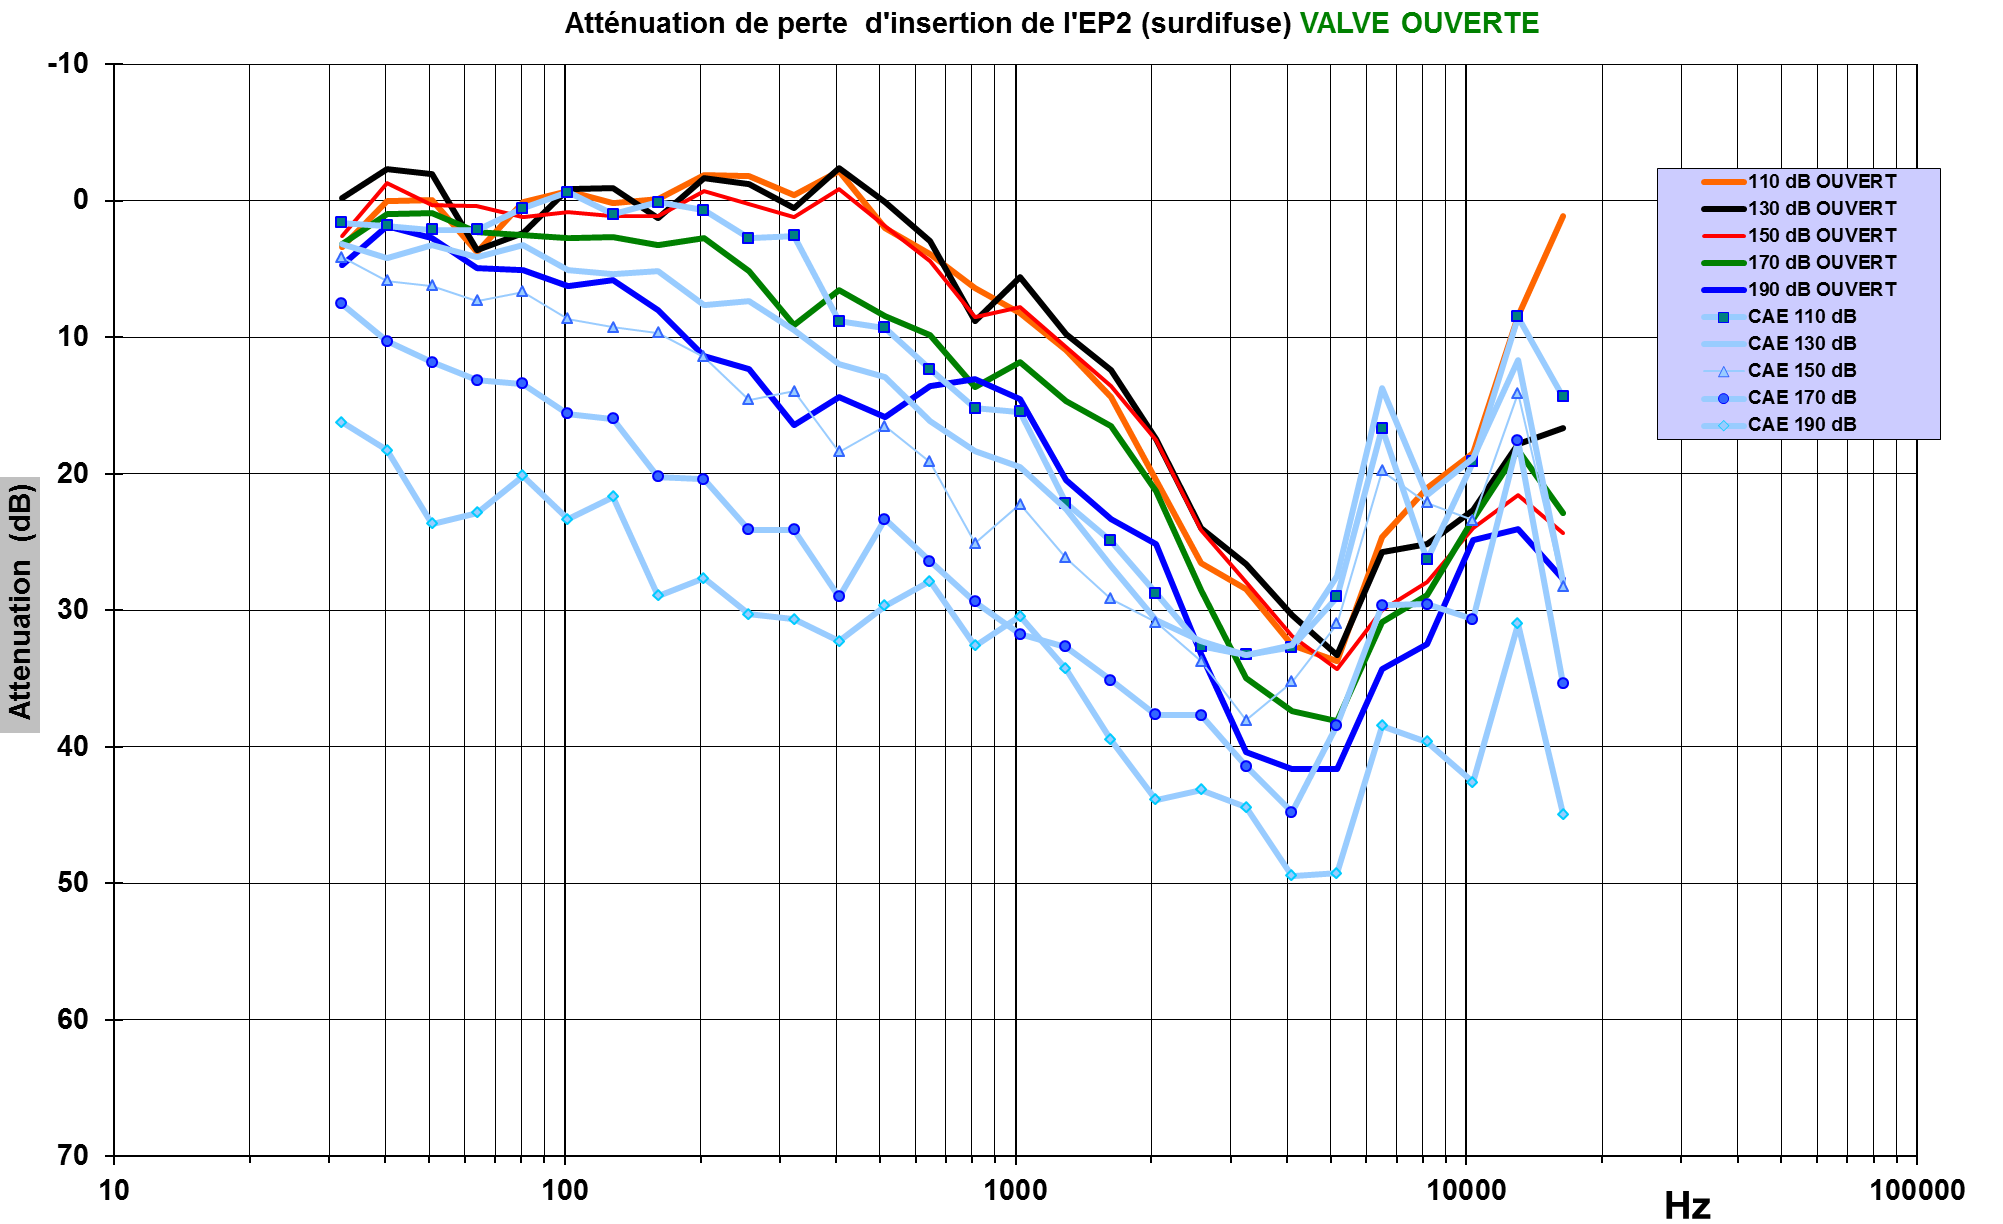 Atténuation de perte  d'insertion de l'EP2 (surdifuse) VALVE OUVERTE
-10
0
10
20
30
40
50
60
70
Attenuation  (dB)
10
100
1000
10000
100000
Hz
110 dB OUVERT
130 dB OUVERT
150 dB OUVERT
170 dB OUVERT
190 dB OUVERT
CAE 110 dB
CAE 130 dB
CAE 150 dB
CAE 170 dB
CAE 190 dB